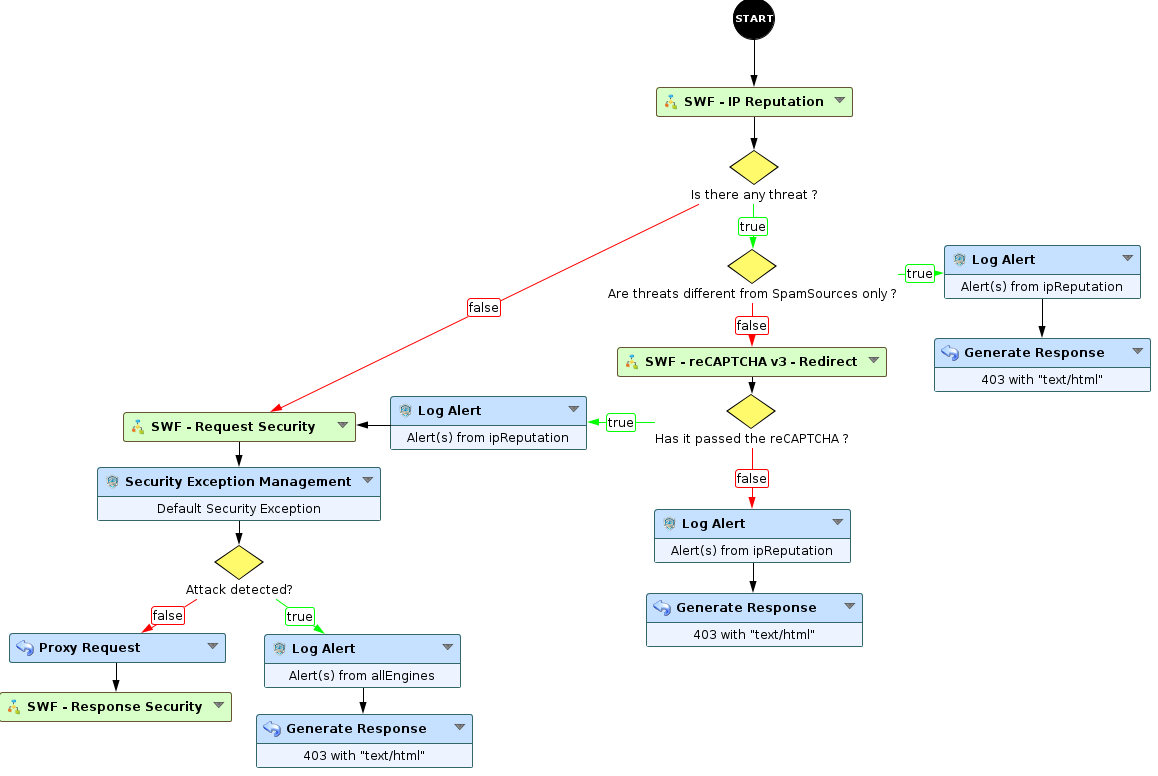 START
SWF - IP Reputation
Is there any threat ?
true
Are threats different from SpamSources only ?
true
Log Alert
Alert(s) from ipReputation
Generate Response
403 with "text/html"
false
false
SWF - reCAPTCHA v3 - Redirect
Has it passed the reCAPTCHA ?
true
Log Alert
Alert(s) from ipReputation
SWF - Request Security
false
Log Alert
Alert(s) from ipReputation
Generate Response
403 with "text/html"
Security Exception Management
Default Security Exception
Attack detected?
false
true
Proxy Request
SWF - Response Security
Log Alert
Alert(s) from allEngines
Generate Response
403 with "text/html"